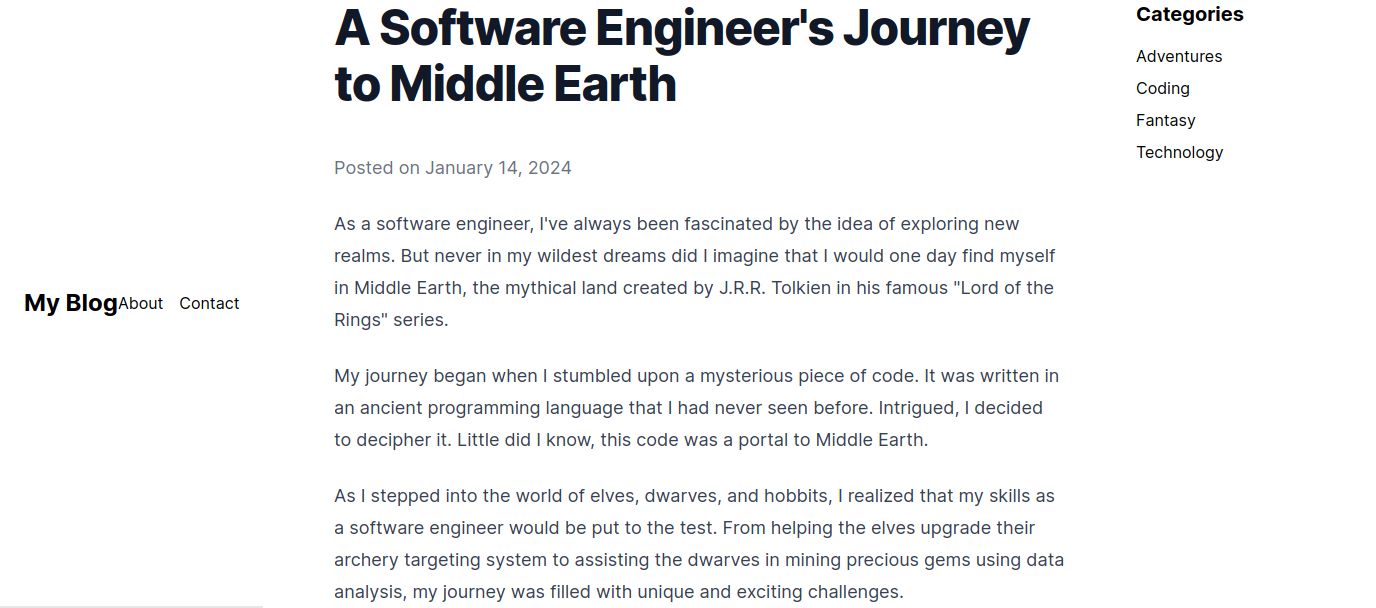 My Blog
About
Contact
A Software Engineer's Journey
to Middle Earth
Posted on January 14, 2024
As a software engineer, I've always been fascinated by the idea of exploring new
realms. But never in my wildest dreams did I imagine that I would one day find myself
in Middle Earth, the mythical land created by J.R.R. Tolkien in his famous "Lord of the
Rings" series.
My journey began when I stumbled upon a mysterious piece of code. It was written in
an ancient programming language that I had never seen before. Intrigued, I decided
to decipher it. Little did I know, this code was a portal to Middle Earth.
As I stepped into the world of elves, dwarves, and hobbits, I realized that my skills as
a software engineer would be put to the test. From helping the elves upgrade their
archery targeting system to assisting the dwarves in mining precious gems using data
analysis, my journey was filled with unique and exciting challenges.
Categories
Adventures
Coding
Fantasy
Technology